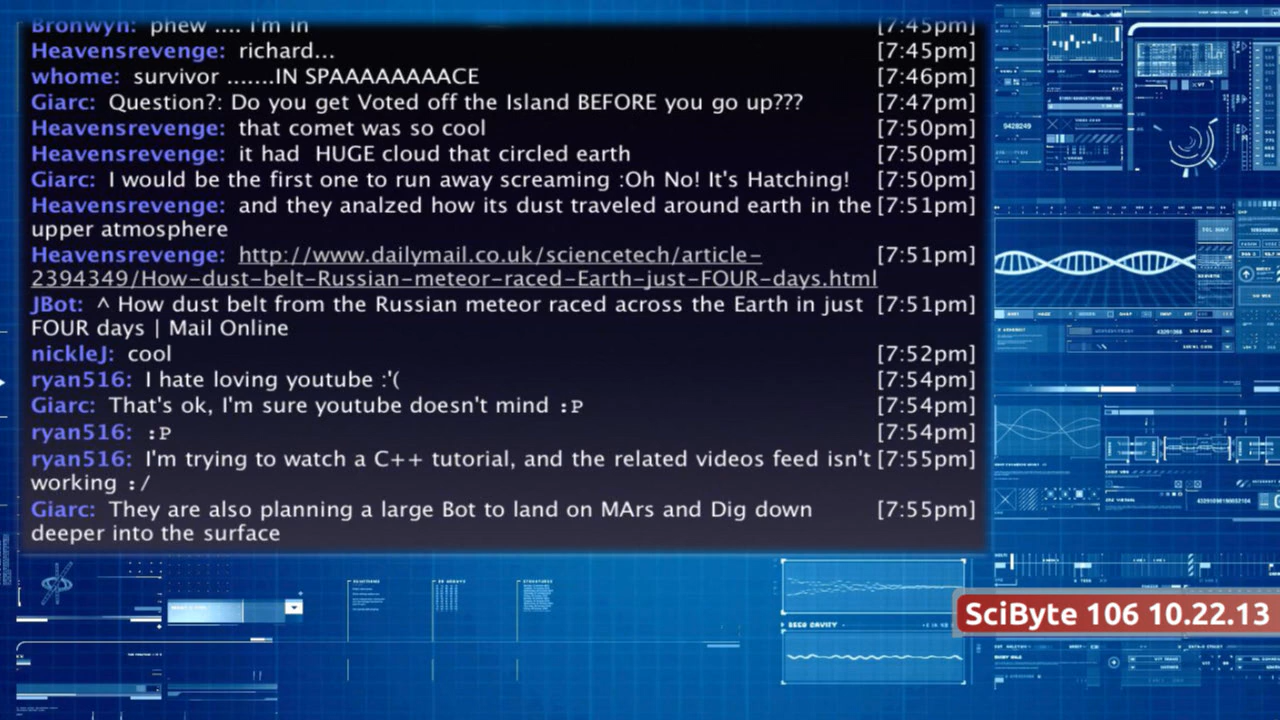 Bronwyn: phew .... i'm in [7:45pm]
Heavensrevenge: richard... [7:45pm]
whome: survivor .......IN SPAAAAAAAACE [7:46pm]
Giarc: Question?: Do you get Voted off the Island BEFORE you go up??? [7:47pm]
Heavensrevenge: that comet was so cool [7:50pm]
Heavensrevenge: it had a HUGE cloud that circled earth [7:50pm]
Giarc: I would be the first one to run away screaming :Oh No! It's Hatching! [7:50pm]
Heavensrevenge: and they analzed how its dust traveled around earth in the [7:51pm]
upper atmosphere
Heavensrevenge: http://www.dailymail.co.uk/sciencetech/article- [7:51pm]
2394349/How-dust-belt-Russian-meteor-raced-Earth-just-FOUR-days.html
JBot: ^ How dust belt from the Russian meteor raced across the Earth in just [7:51pm]
FOUR days | Mail Online
nickleJ: cool [7:52pm]
ryan516: I hate loving youtube :'( [7:54pm]
Giarc: That's ok, I'm sure youtube doesn't mind :P [7:54pm]
ryan516: :P [7:54pm]
ryan516: I'm trying to watch a C++ tutorial, and the related videos feed isn't [7:55pm]
working :/
Giarc: They are also planning a large Bot to land on MArs and Dig down [7:55pm]
deeper into the surface
SciByte 106 10.22.13